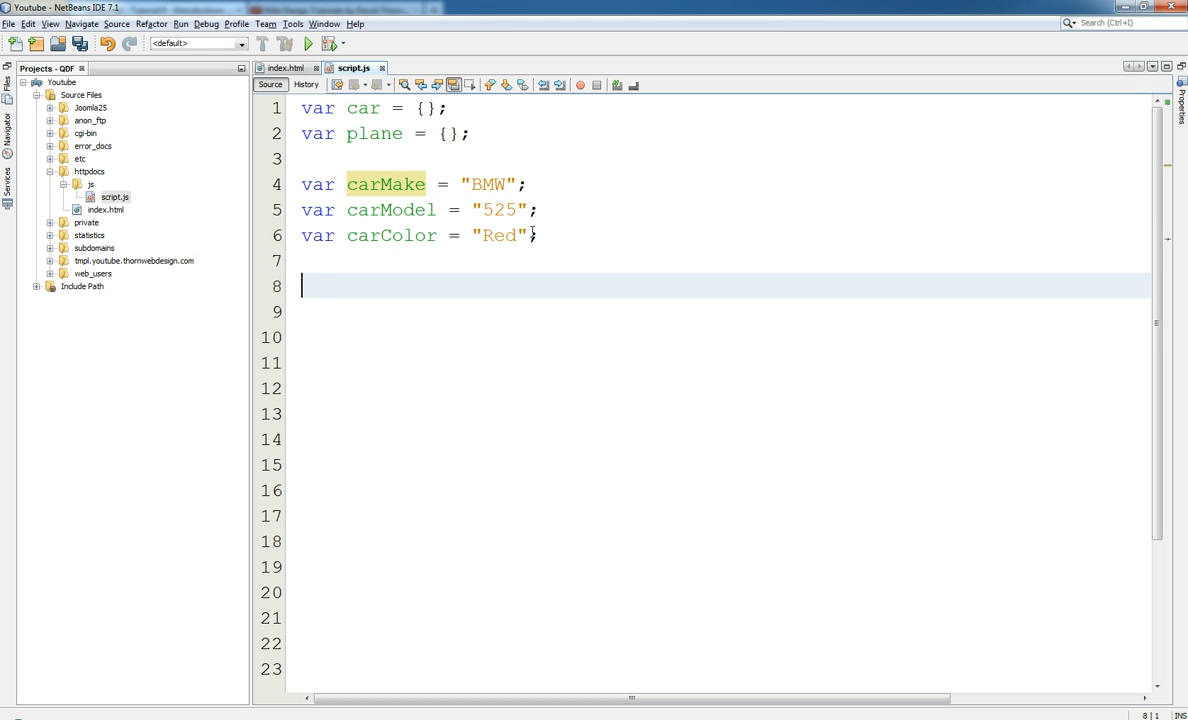 Youtube - NetBeans IDE 7.1
File Edit View Navigate Source Refactor Run Debug Profile Team Tools Window Help
Search (Ctrl+I)
<default>
Projects - QDF
index.html
script.js
Source
History
Files
Navigator
Services
Properties
Youtube
Source Files
Joomla25
anon_ftp
cgi-bin
error_docs
etc
httpdocs
js
script.js
index.html
private
statistics
subdomains
tmpl.youtube.thornwebdesign.com
web_users
Include Path
1 var car = {};
2 var plane = {};
3
4 var carMake = "BMW";
5 var carModel = "525";
6 var carColor = "Red";
7
8
9
10
11
12
13
14
15
16
17
18
19
20
21
22
23
8 | 1 INS